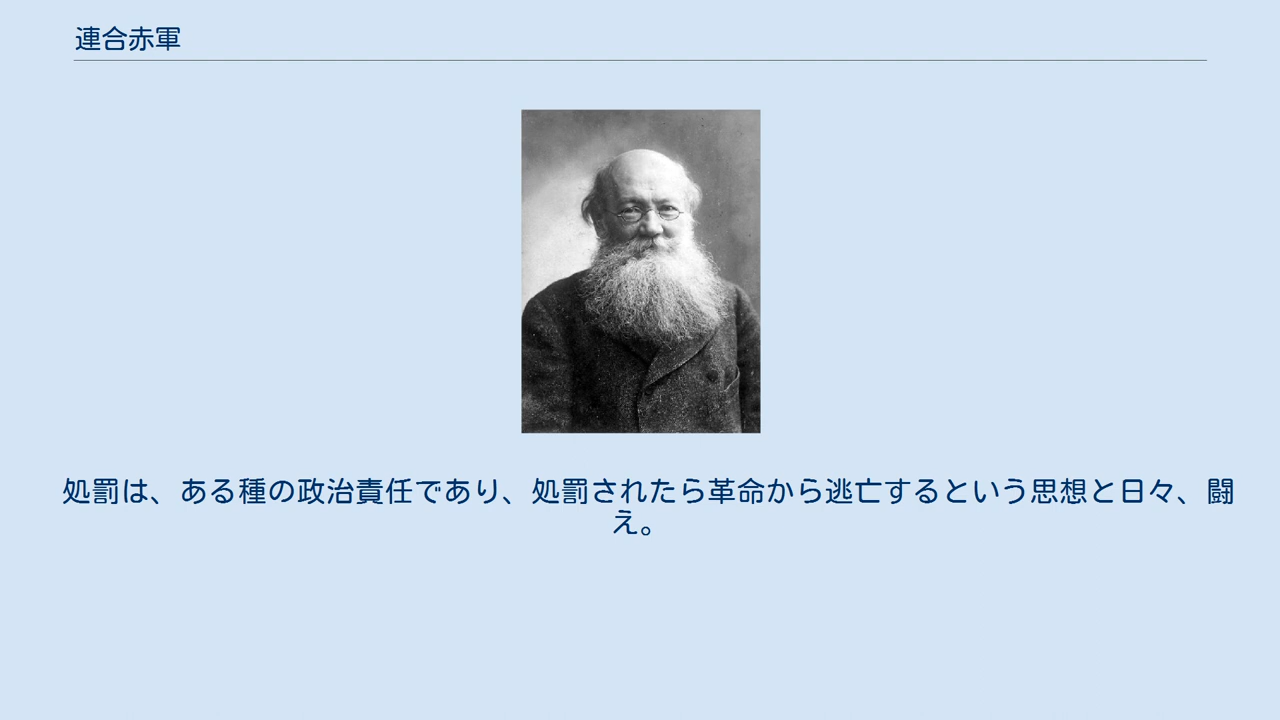 連合赤軍
処罰は、ある種の政治責任であり、処罰されたら革命から逃亡するという思想と日々、闘
え。